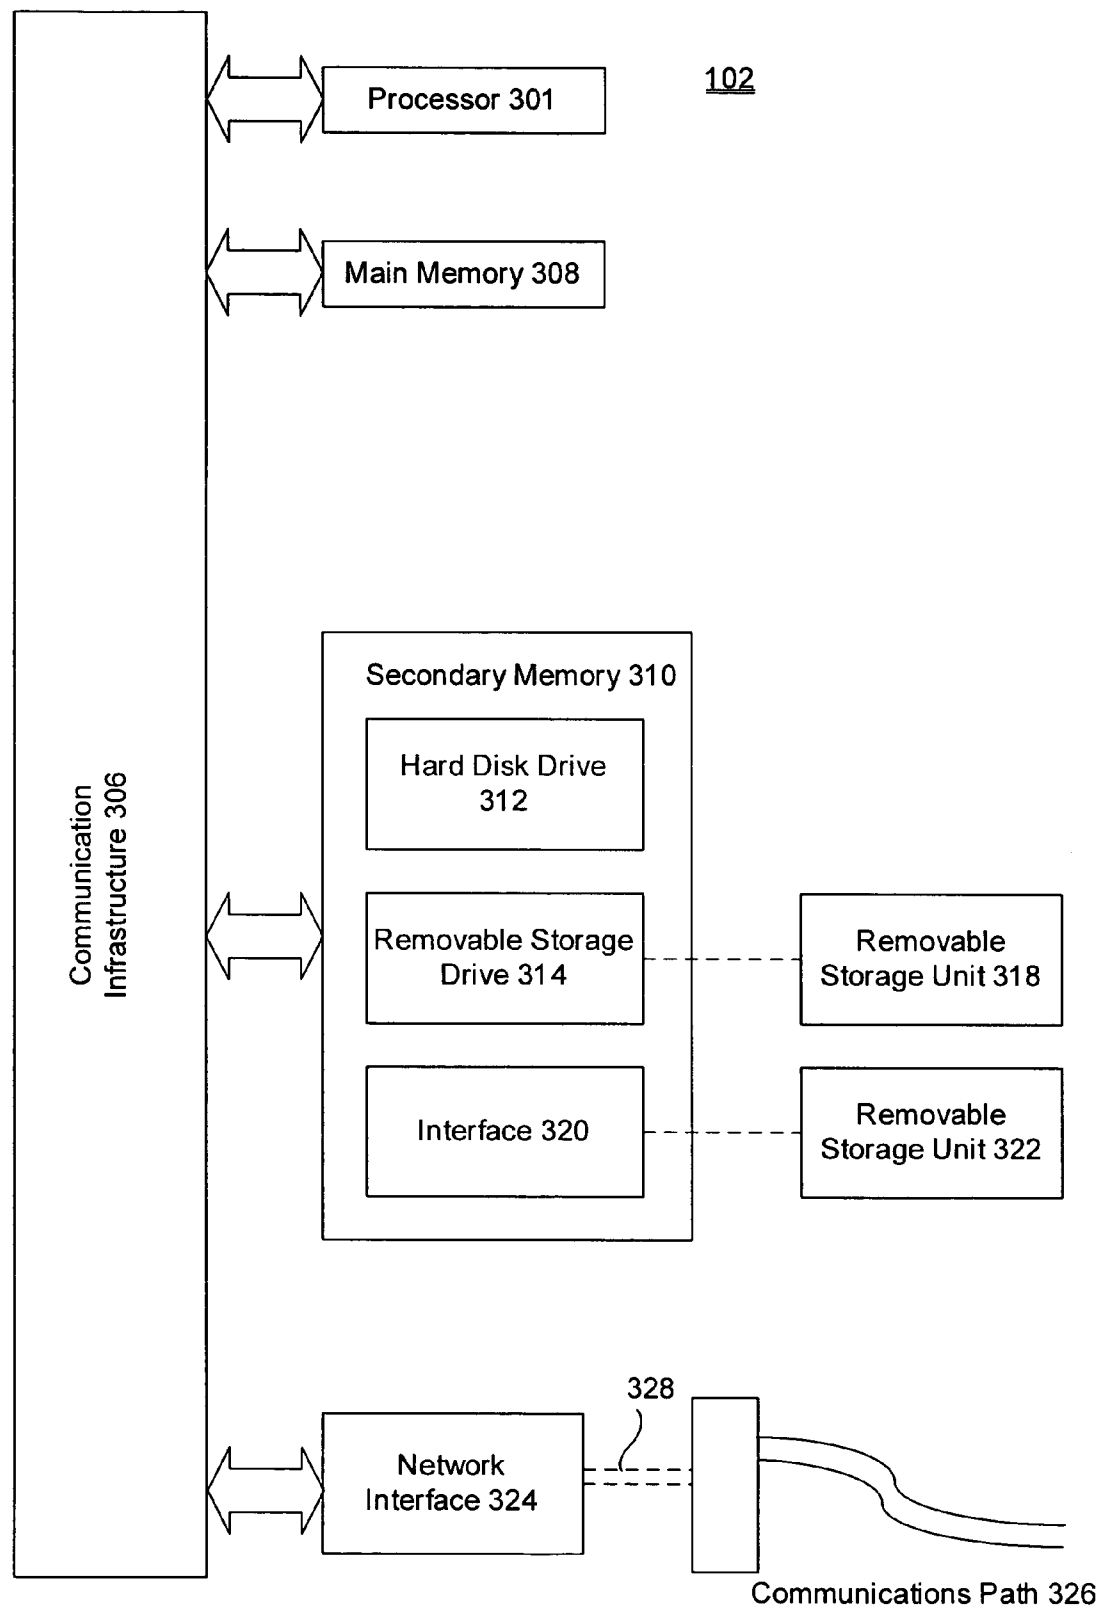 102
Processor 301
Main Memory 308
Communication
Infrastructure 306
Secondary Memory 310
Hard Disk Drive
312
Removable Storage
Drive 314
Removable
Storage Unit 318
Interface 320
Removable
Storage Unit 322
328
Network
Interface 324
Communications Path 326